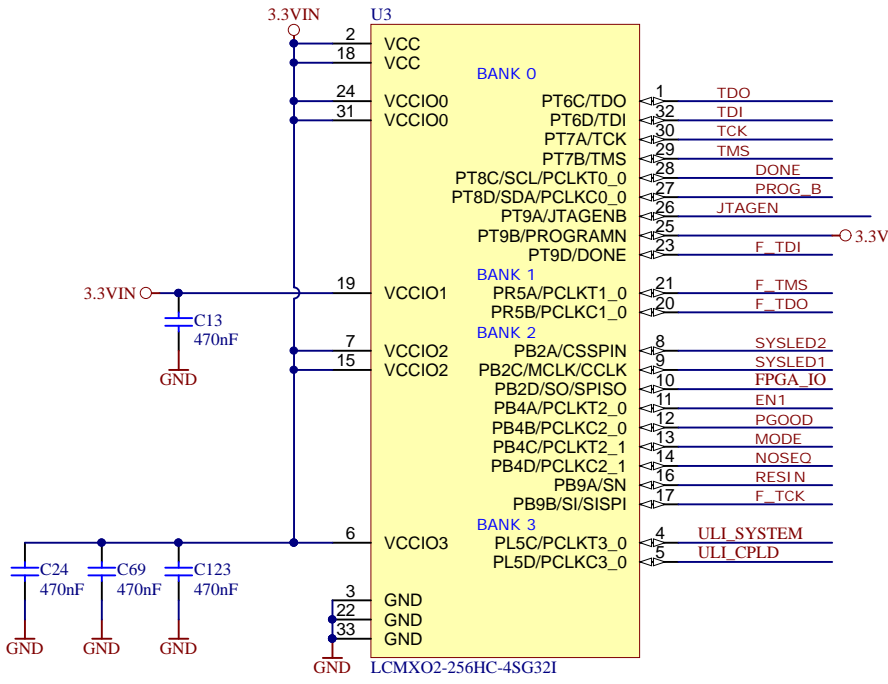 3.3VIN U3
2 VCC
18 VCC
BANK 0
24 VCCIO0 PT6C/TDO 1 TDO
31 VCCIO0 PT6D/TDI 32 TDI
PT7A/TCK 30 TCK
PT7B/TMS 29 TMS
PT8C/SCL/PCLKT0_0 28 DONE
PT8D/SDA/PCLKC0_0 27 PROG_B
PT9A/JTAGENB 26 JTAGEN
PT9B/PROGRAMN 25 3.3V
PT9D/DONE 23 F_TDI
BANK 1
3.3VIN 19 VCCIO1 PR5A/PCLKT1_0 21 F_TMS
PR5B/PCLKC1_0 20 F_TDO
C13
470nF
GND
BANK 2
7 VCCIO2 PB2A/CSSPIN 8 SYSLED2
15 VCCIO2 PB2C/MCLK/CCLK 9 SYSLED1
PB2D/SO/SPISO 10 FPGA_IO
PB4A/PCLKT2_0 11 EN1
PB4B/PCLKC2_0 12 PGOOD
PB4C/PCLKT2_1 13 MODE
PB4D/PCLKC2_1 14 NOSEQ
PB9A/SN 16 RESIN
PB9B/SI/SISPI 17 F_TCK
BANK 3
6 VCCIO3 PL5C/PCLKT3_0 4 ULI_SYSTEM
PL5D/PCLKC3_0 5 ULI_CPLD
C24 C69 C123
470nF 470nF 470nF
3 GND
22 GND
33 GND
GND GND GND
GND LCMXO2-256HC-4SG32I